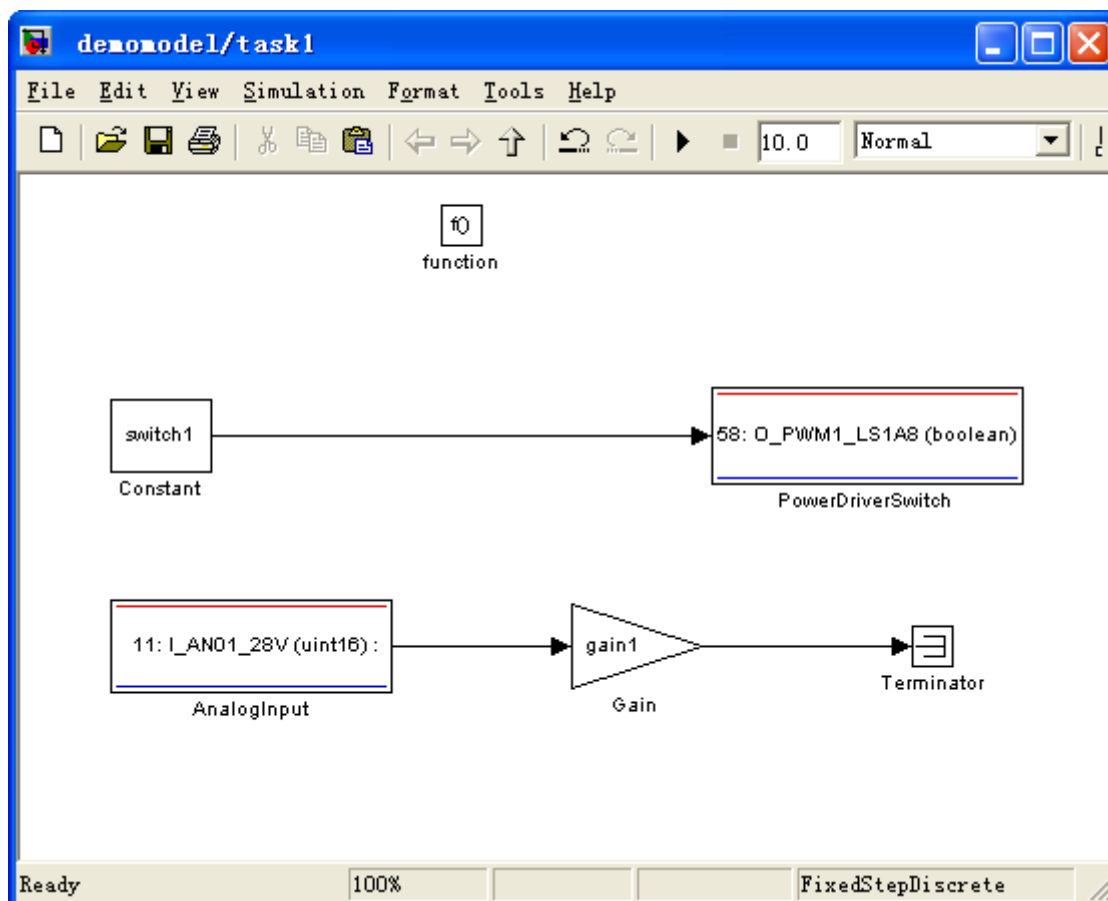 demomodel/task1
File Edit View Simulation Format Tools Help
10.0 Normal
f()
function
switch1
Constant
58: O_PWM1_LS1A8 (boolean)
PowerDriverSwitch
11: I_AN01_28V (uint16) :
AnalogInput
gain1
Gain
Terminator
Ready 100% FixedStepDiscrete